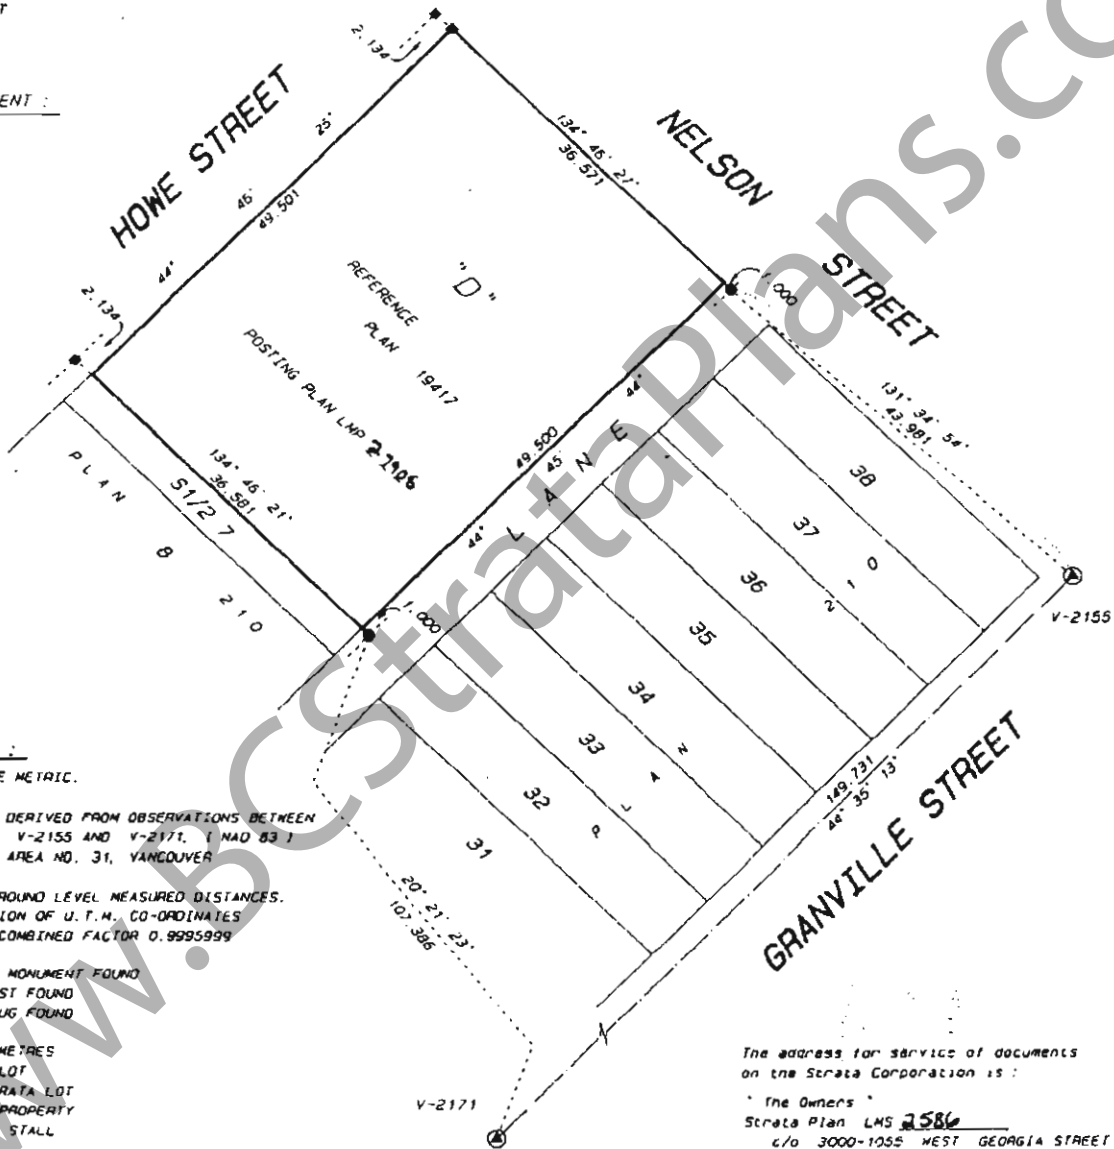 ENT :
2.134
HOWE STREET
25"
46'
49.501
44°
134° 46' 21"
36.571
NELSON
STREET
1.000
2.134
"D"
REFERENCE
PLAN 19417
POSTING PLAN LMP 27906
134° 46' 21"
36.581
S1/2 7
PLAN 8 210
49.500
44° 45' 44"
LANE
1.000
131° 34' 54"
43.981
38
37
36
35
34
33
32
31
PLAN 210
V-2155
149.731
44° 35' 13"
GRANVILLE STREET
20° 21' 23"
107.386
V-2171
:
E METRIC.
DERIVED FROM OBSERVATIONS BETWEEN
V-2155 AND V-2171, ( NAD 83 )
AREA NO. 31, VANCOUVER
ROUND LEVEL MEASURED DISTANCES.
ION OF U.T.M. CO-ORDINATES
COMBINED FACTOR 0.9995999
MONUMENT FOUND
ST FOUND
UG FOUND
METRES
LOT
RATA LOT
PROPERTY
STALL
The address for service of documents
on the Strata Corporation is :
" The Owners "
Strata Plan LMS 2586
c/o 3000-1055 WEST GEORGIA STREET
www.BCStrataPlans.co